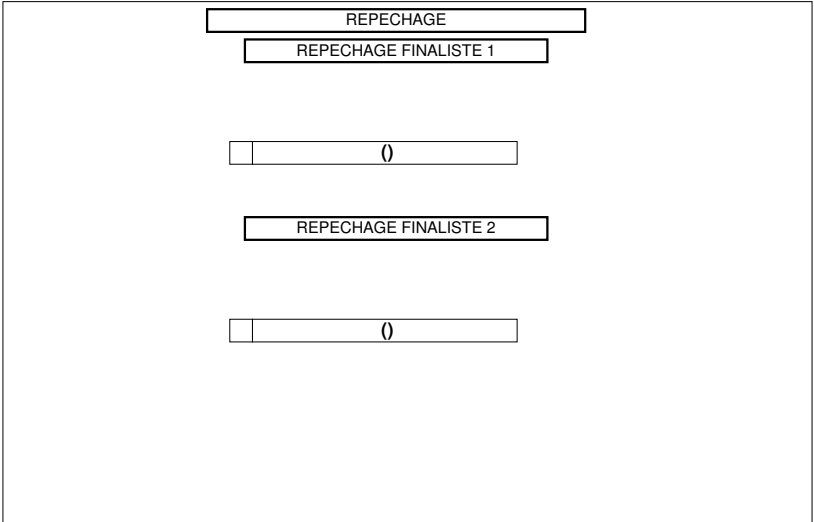 REPECHAGE
REPECHAGE FINALISTE 1
()
REPECHAGE FINALISTE 2
()